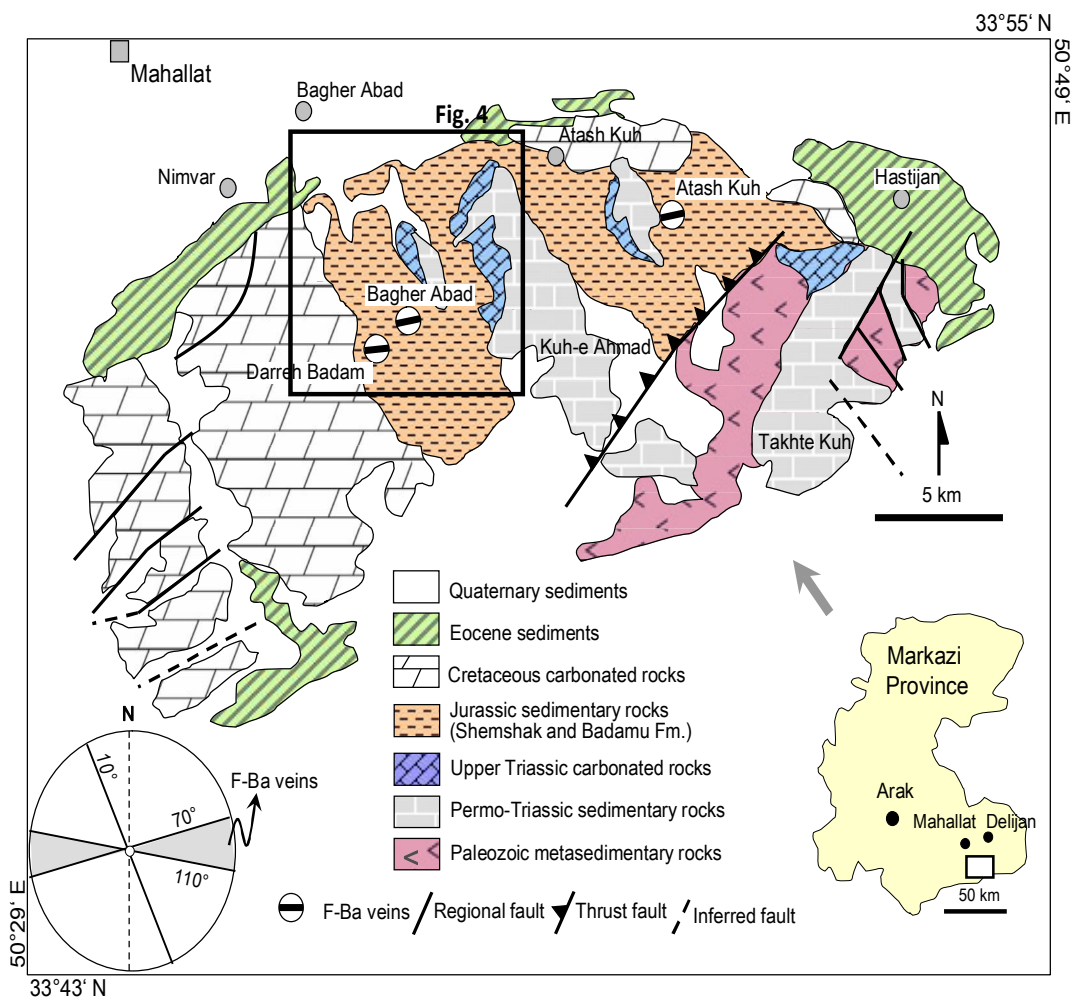 33°55' N
50°49' E
Mahallat
Bagher Abad
Fig. 4
Atash Kuh
Nimvar
Atash Kuh
Hastijan
Bagher Abad
Kuh-e Ahmad
Darreh Badam
Takhte Kuh
N
5 km
Quaternary sediments
Eocene sediments
Cretaceous carbonated rocks
Jurassic sedimentary rocks
(Shemshak and Badamu Fm.)
Upper Triassic carbonated rocks
Permo-Triassic sedimentary rocks
Paleozoic metasedimentary rocks
F-Ba veins
Regional fault
Thrust fault
Inferred fault
N
10°
F-Ba veins
70°
110°
Markazi
Province
Arak
Mahallat
Delijan
50 km
50°29' E
33°43' N